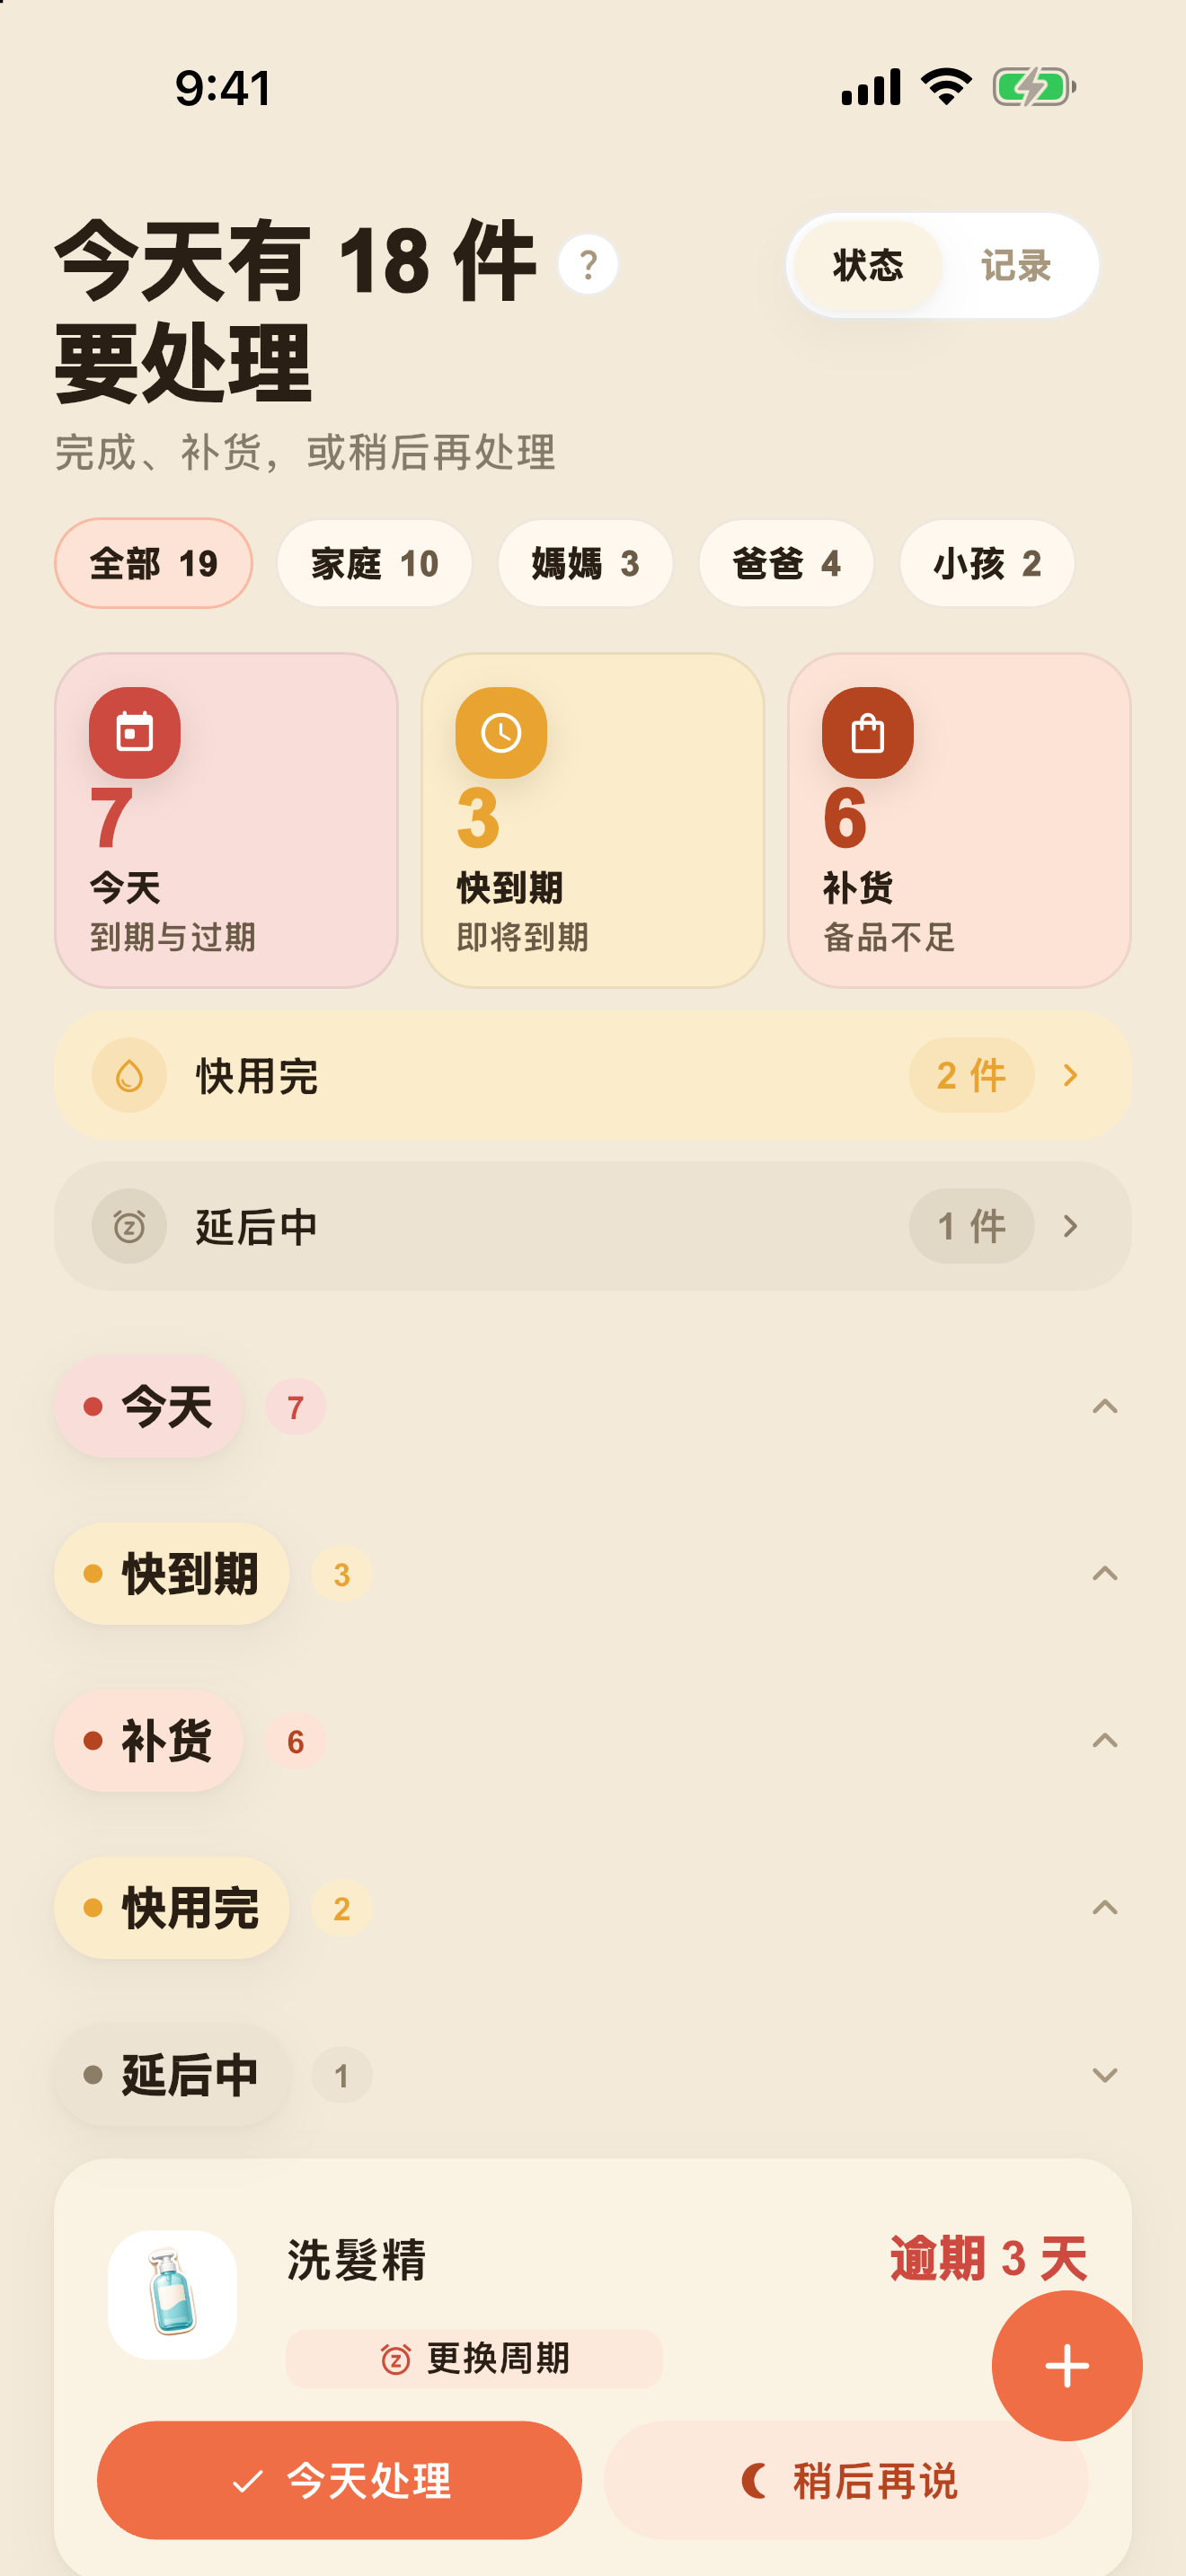 9:41
今天有 18 件
?
要处理
状态
记录
完成、补货，或稍后再处理
全部 19
家庭 10
媽媽 3
爸爸 4
小孩 2
7
今天
到期与过期
3
快到期
即将到期
6
补货
备品不足
快用完
2 件
延后中
1 件
今天
7
快到期
3
补货
6
快用完
2
延后中
1
洗髮精
逾期 3 天
更换周期
今天处理
稍后再说